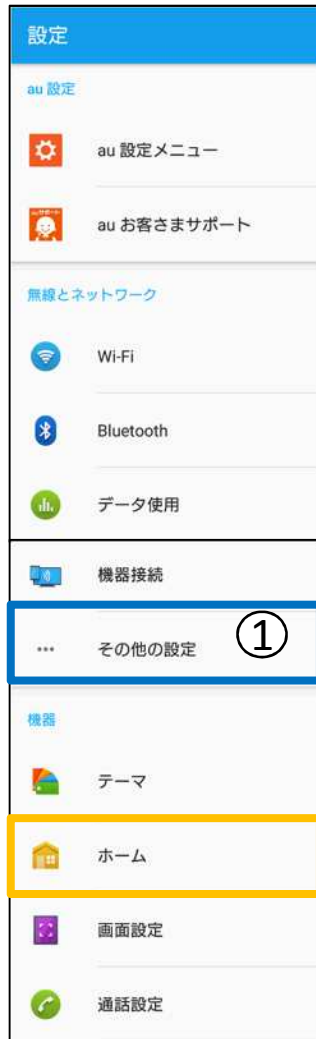 設定
au 設定
au 設定メニュー
au お客さまサポート
無線とネットワーク
Wi-Fi
Bluetooth
データ使用
機器接続
その他の設定
①
機器
テーマ
ホーム
画面設定
通話設定